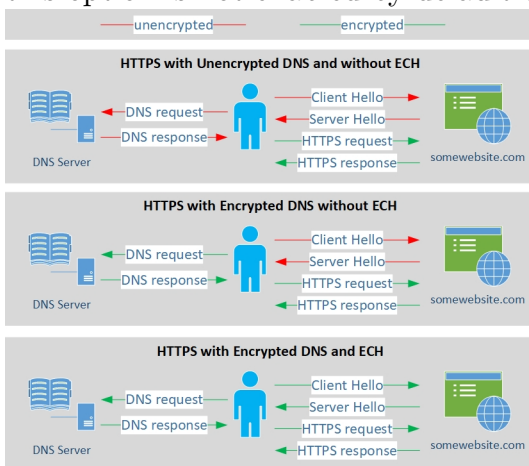 unencrypted encrypted
HTTPS with Unencrypted DNS and without ECH
DNS request
DNS response
DNS Server
Client Hello
Server Hello
HTTPS request
HTTPS response
somewebsite.com
HTTPS with Encrypted DNS without ECH
DNS request
DNS response
DNS Server
Client Hello
Server Hello
HTTPS request
HTTPS response
somewebsite.com
HTTPS with Encrypted DNS and ECH
DNS request
DNS response
DNS Server
Client Hello
Server Hello
HTTPS request
HTTPS response
somewebsite.com